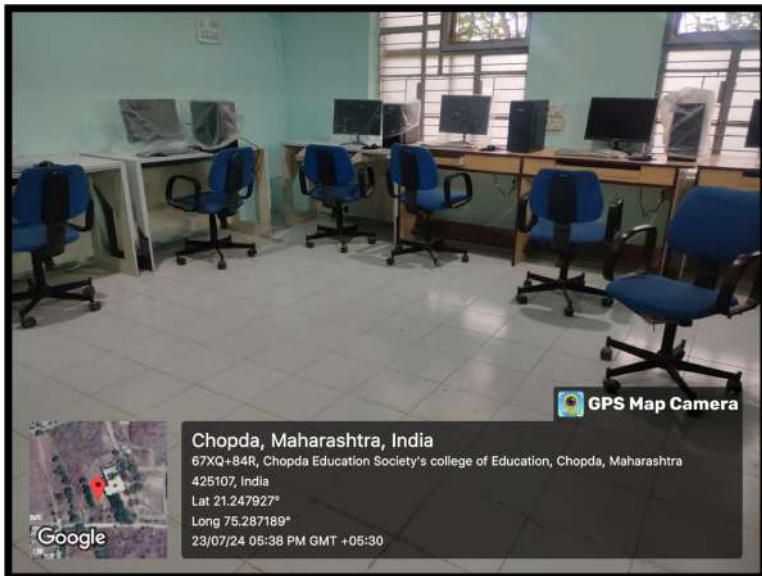 GPS Map Camera
Chopda, Maharashtra, India
67XQ+84R, Chopda Education Society's college of Education, Chopda, Maharashtra
425107, India
Lat 21.247927°
Long 75.287189°
23/07/24 05:38 PM GMT +05:30
Google